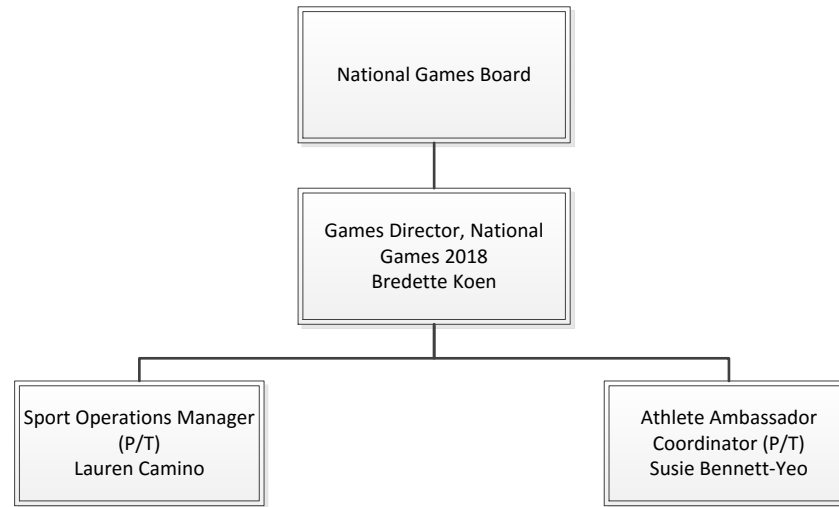 National Games Board
Games Director, National
Games 2018
Bredette Koen
Sport Operations Manager
(P/T)
Lauren Camino
Athlete Ambassador
Coordinator (P/T)
Susie Bennett-Yeo